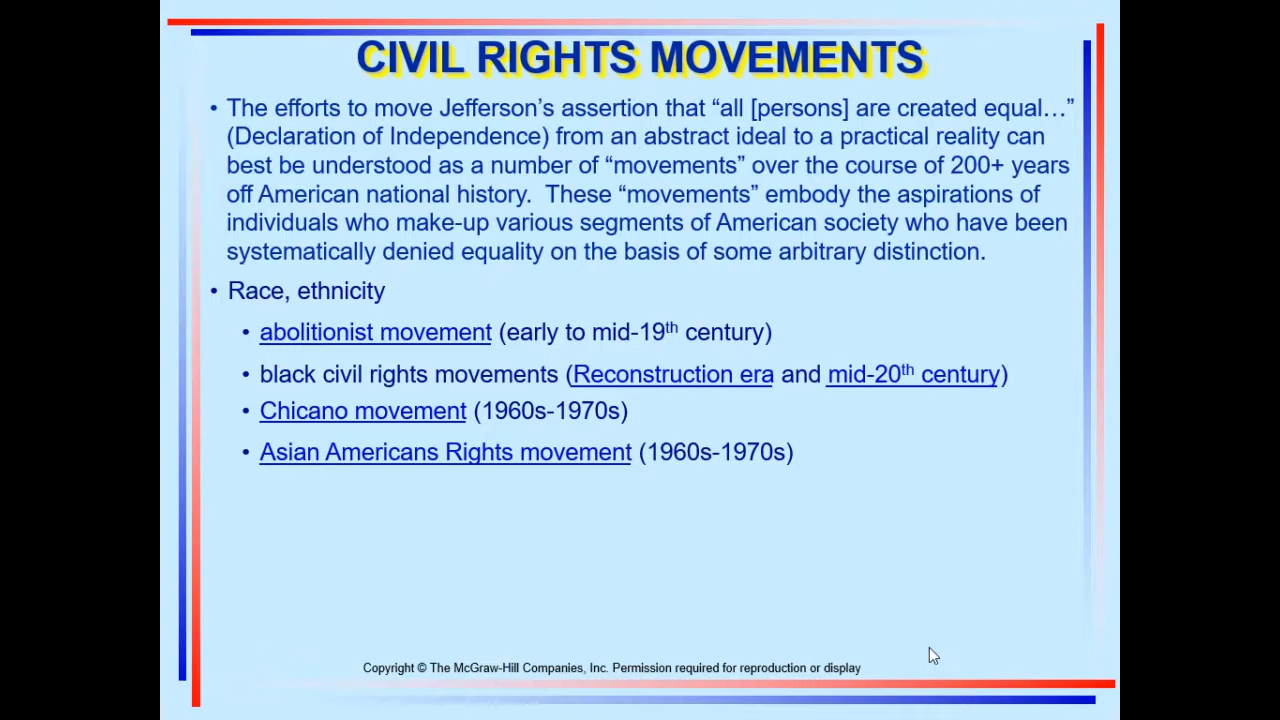 CIVIL RIGHTS MOVEMENTS
• The efforts to move Jefferson’s assertion that “all [persons] are created equal…”
(Declaration of Independence) from an abstract ideal to a practical reality can
best be understood as a number of “movements” over the course of 200+ years
off American national history.  These “movements” embody the aspirations of
individuals who make-up various segments of American society who have been
systematically denied equality on the basis of some arbitrary distinction.
• Race, ethnicity
• abolitionist movement (early to mid-19th century)
• black civil rights movements (Reconstruction era and mid-20th century)
• Chicano movement (1960s-1970s)
• Asian Americans Rights movement (1960s-1970s)
Copyright © The McGraw-Hill Companies, Inc. Permission required for reproduction or display